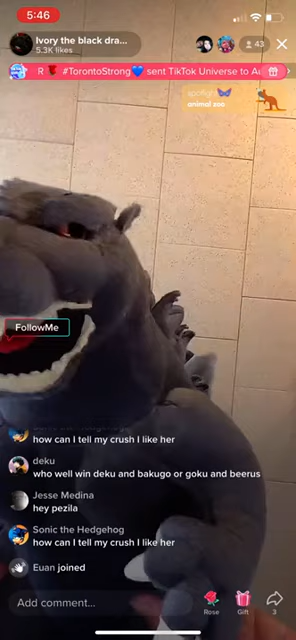 5:46
Ivory the black dra...
5.3K likes
43
R 🌹 #TorontoStrong💙 sent TikTok Universe to A
spotlight
animal zoo
FollowMe
how can I tell my crush I like her
deku
who well win deku and bakugo or goku and beerus
Jesse Medina
hey pezila
Sonic the Hedgehog
how can I tell my crush I like her
Euan joined
Add comment...
Rose
Gift
3